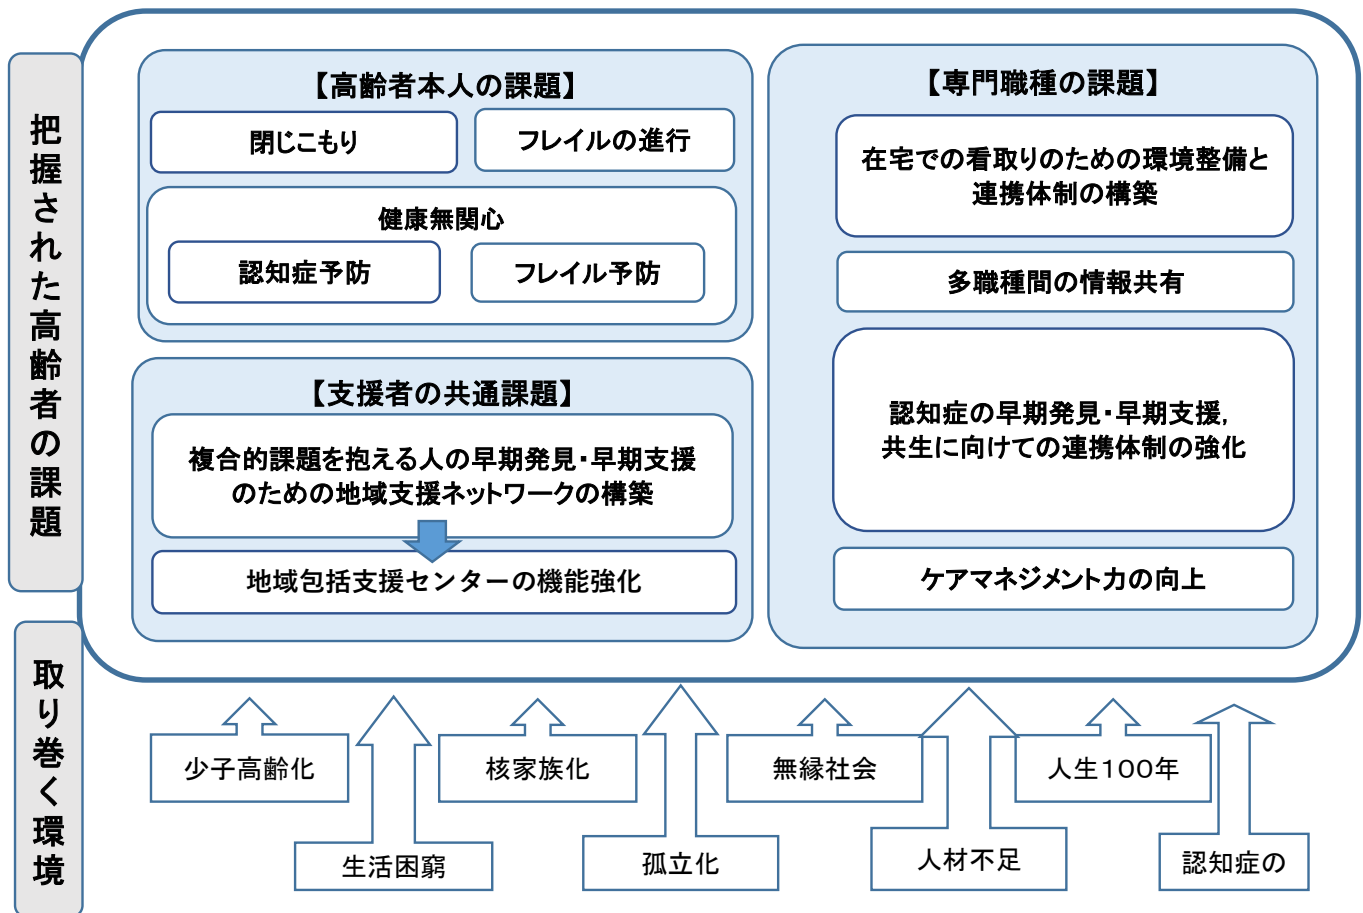 把握された高齢者の課題
【高齢者本人の課題】
閉じこもり
フレイルの進行
健康無関心
認知症予防
フレイル予防
【支援者の共通課題】
複合的課題を抱える人の早期発見・早期支援
のための地域支援ネットワークの構築
地域包括支援センターの機能強化
【専門職種の課題】
在宅での看取りのための環境整備と
連携体制の構築
多職種間の情報共有
認知症の早期発見・早期支援,
共生に向けての連携体制の強化
ケアマネジメント力の向上
取り巻く環境
少子高齢化
生活困窮
核家族化
孤立化
無縁社会
人材不足
人生100年
認知症の